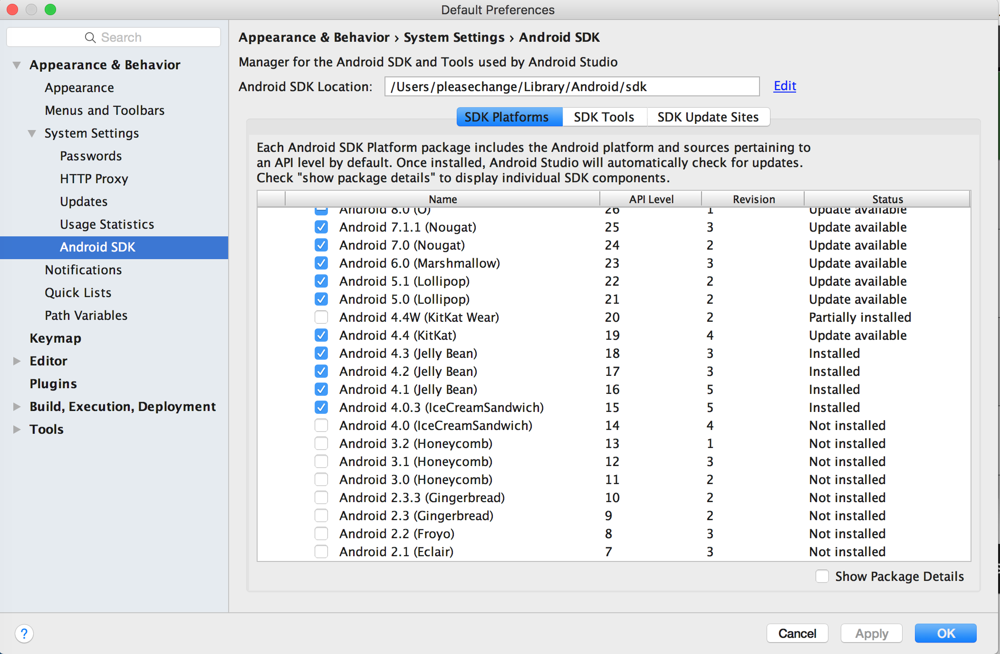 Default Preferences
Search
Appearance & Behavior
Appearance
Menus and Toolbars
System Settings
Passwords
HTTP Proxy
Updates
Usage Statistics
Android SDK
Notifications
Quick Lists
Path Variables
Keymap
Editor
Plugins
Build, Execution, Deployment
Tools
Appearance & Behavior › System Settings › Android SDK
Manager for the Android SDK and Tools used by Android Studio
Android SDK Location: /Users/pleasechange/Library/Android/sdk Edit
SDK Platforms SDK Tools SDK Update Sites
Each Android SDK Platform package includes the Android platform and sources pertaining to
an API level by default. Once installed, Android Studio will automatically check for updates.
Check "show package details" to display individual SDK components.
Name API Level Revision Status
Android 8.0 (O) 26 1 Update available
Android 7.1.1 (Nougat) 25 3 Update available
Android 7.0 (Nougat) 24 2 Update available
Android 6.0 (Marshmallow) 23 3 Update available
Android 5.1 (Lollipop) 22 2 Update available
Android 5.0 (Lollipop) 21 2 Update available
Android 4.4W (KitKat Wear) 20 2 Partially installed
Android 4.4 (KitKat) 19 4 Update available
Android 4.3 (Jelly Bean) 18 3 Installed
Android 4.2 (Jelly Bean) 17 3 Installed
Android 4.1 (Jelly Bean) 16 5 Installed
Android 4.0.3 (IceCreamSandwich) 15 5 Installed
Android 4.0 (IceCreamSandwich) 14 4 Not installed
Android 3.2 (Honeycomb) 13 1 Not installed
Android 3.1 (Honeycomb) 12 3 Not installed
Android 3.0 (Honeycomb) 11 2 Not installed
Android 2.3.3 (Gingerbread) 10 2 Not installed
Android 2.3 (Gingerbread) 9 2 Not installed
Android 2.2 (Froyo) 8 3 Not installed
Android 2.1 (Eclair) 7 3 Not installed
Show Package Details
? Cancel Apply OK